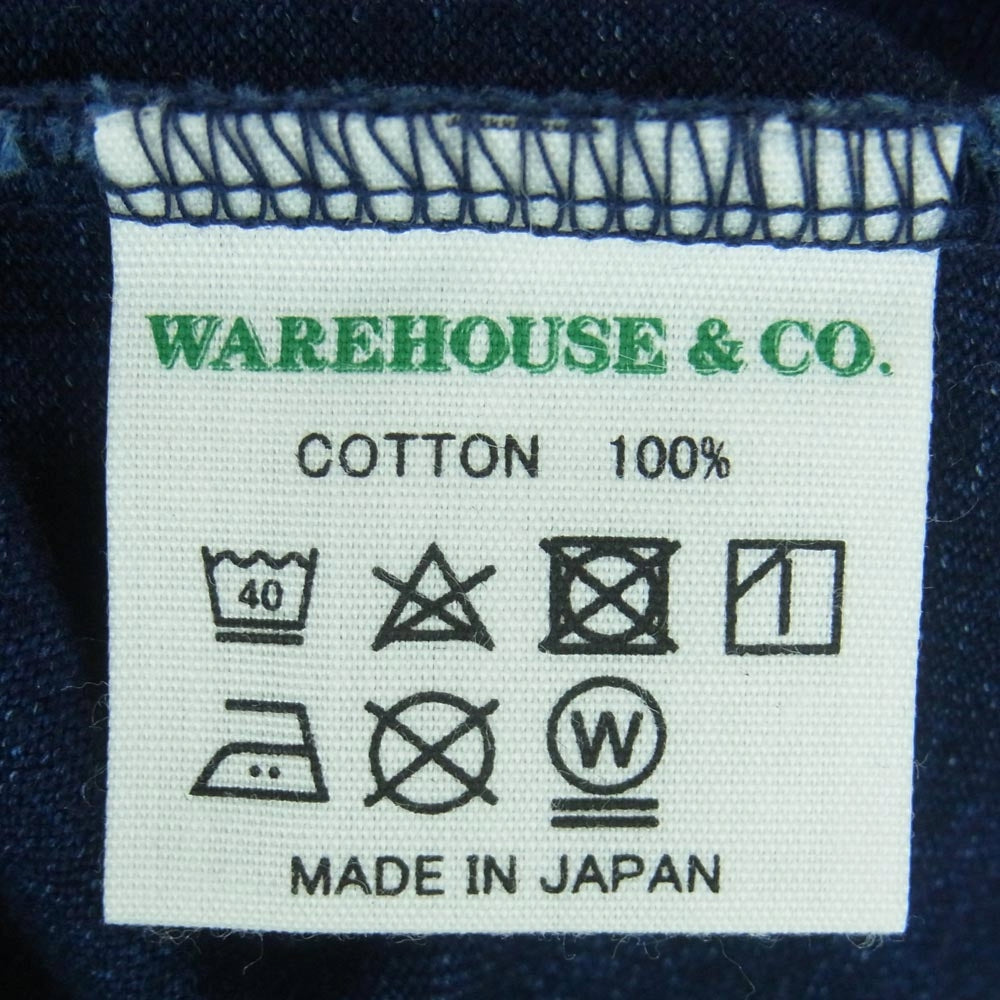 WAREHOUSE & CO.
COTTON 100%
40
W
MADE IN JAPAN